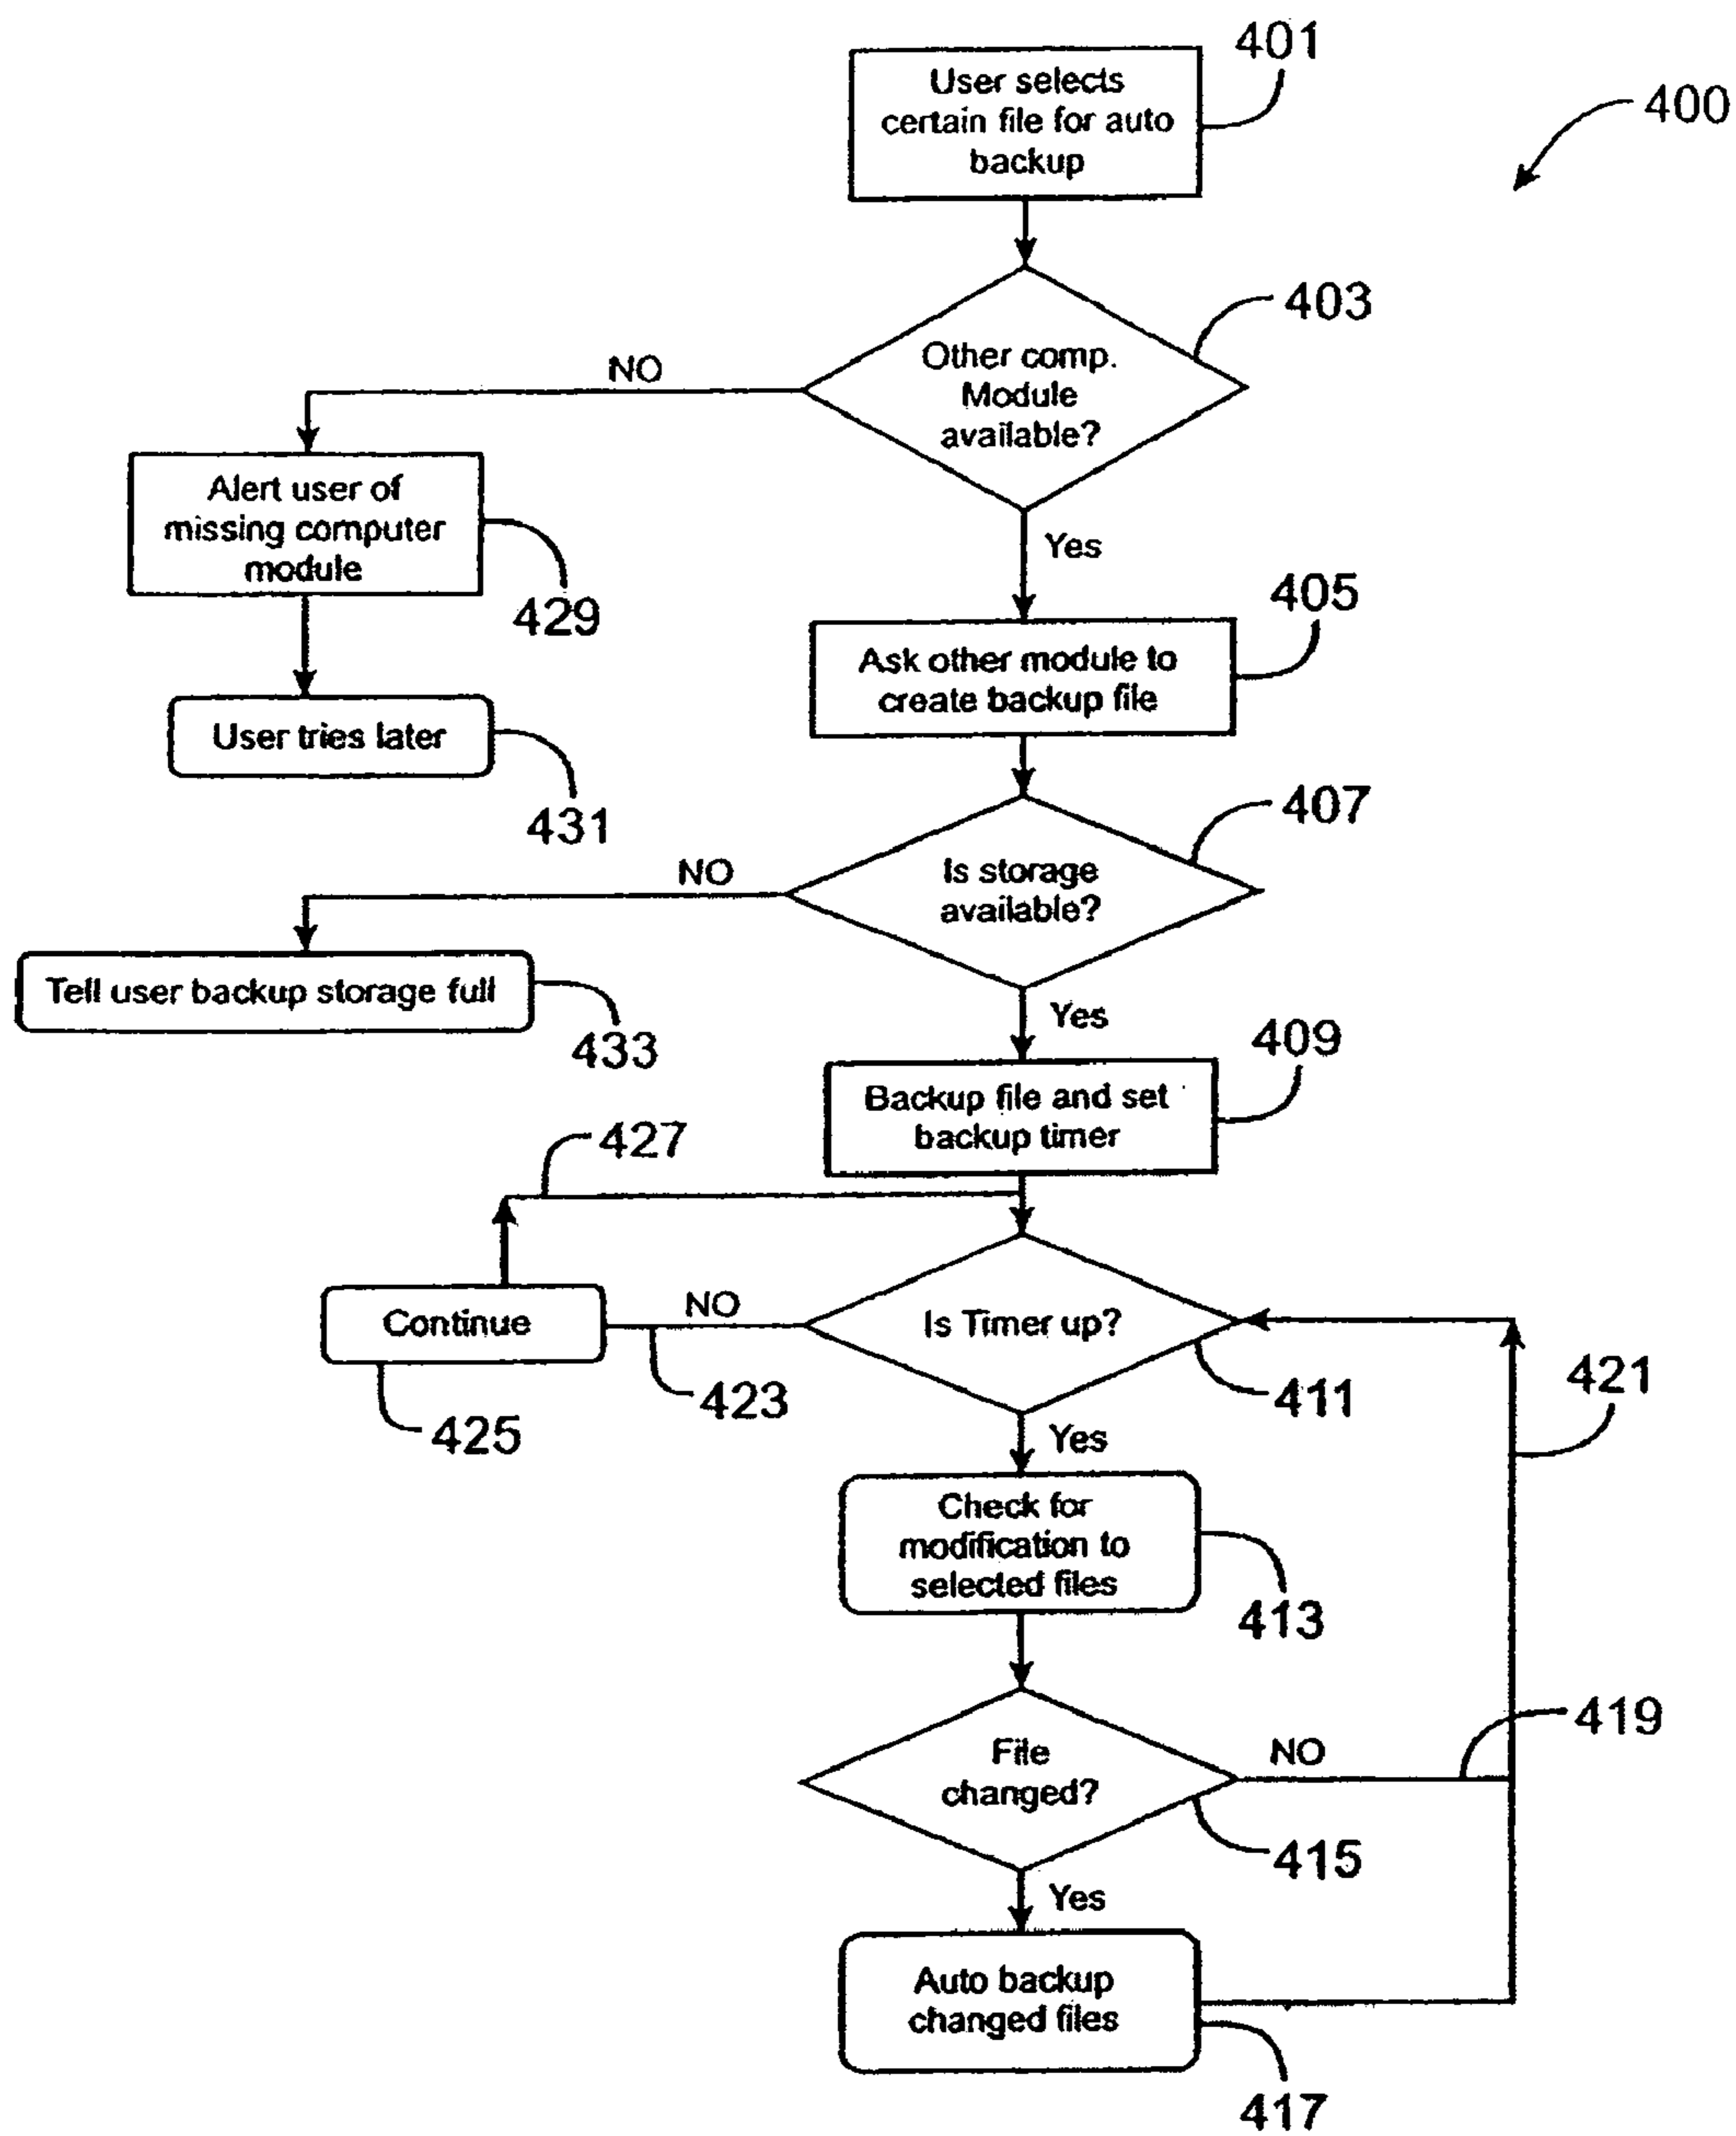 401
User selects
certain file for auto
backup
400
403
Other comp.
Module
available?
NO
Alert user of
missing computer
module
429
Yes
405
Ask other module to
create backup file
User tries later
431
407
Is storage
available?
NO
Tell user backup storage full
433
Yes
409
Backup file and set
backup timer
427
Continue
NO
Is Timer up?
423
425
411
421
Yes
Check for
modification to
selected files
413
419
File
changed?
NO
415
Yes
Auto backup
changed files
417